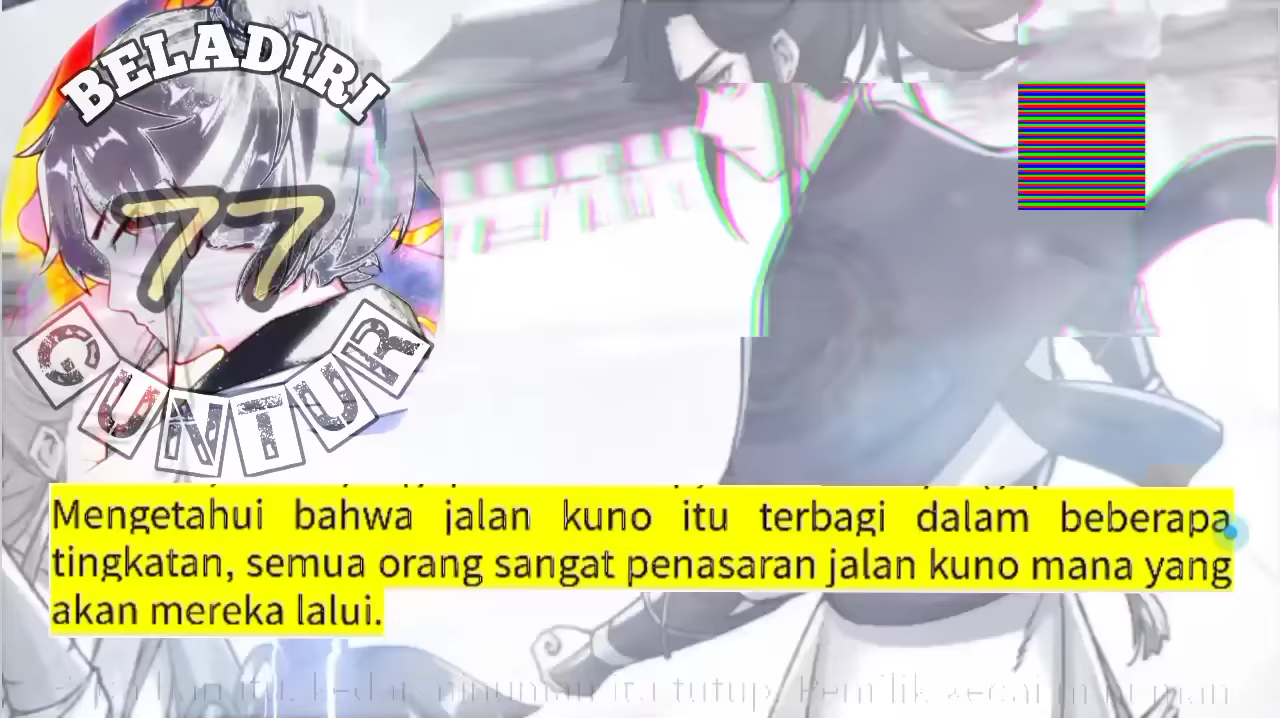 BELADIRI
77
GUNTUR
Mengetahui bahwa jalan kuno itu terbagi dalam beberapa
tingkatan, semua orang sangat penasaran jalan kuno mana yang
akan mereka lalui.